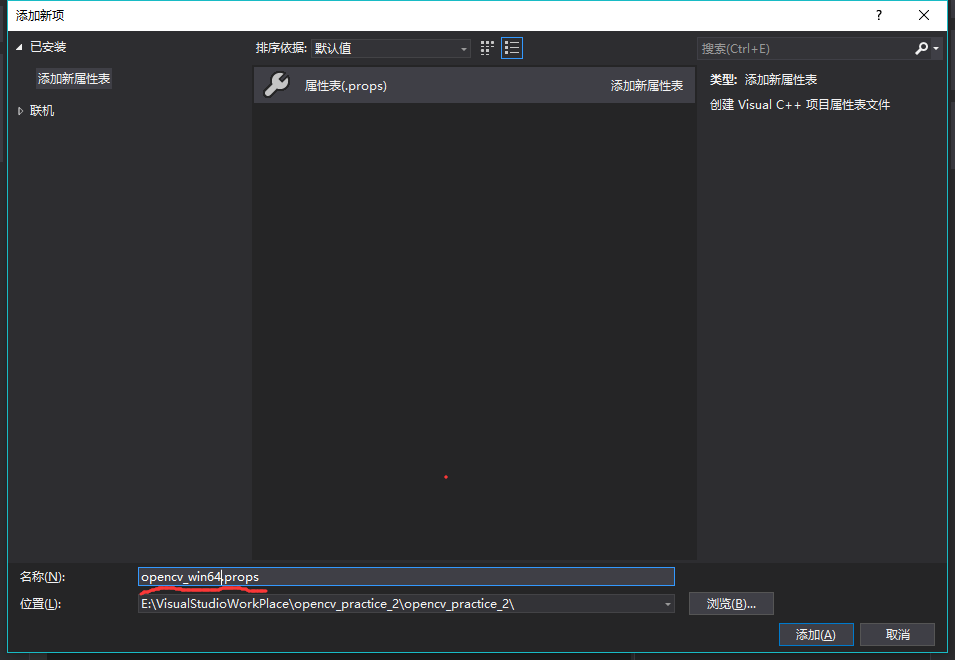 添加新项
?
已安装
添加新属性表
联机
排序依据: 默认值
属性表(.props) 添加新属性表
搜索(Ctrl+E)
类型: 添加新属性表
创建 Visual C++ 项目属性表文件
名称(N): opencv_win64.props
位置(L): E:\VisualStudioWorkPlace\opencv_practice_2\opencv_practice_2\
浏览(B)...
添加(A) 取消